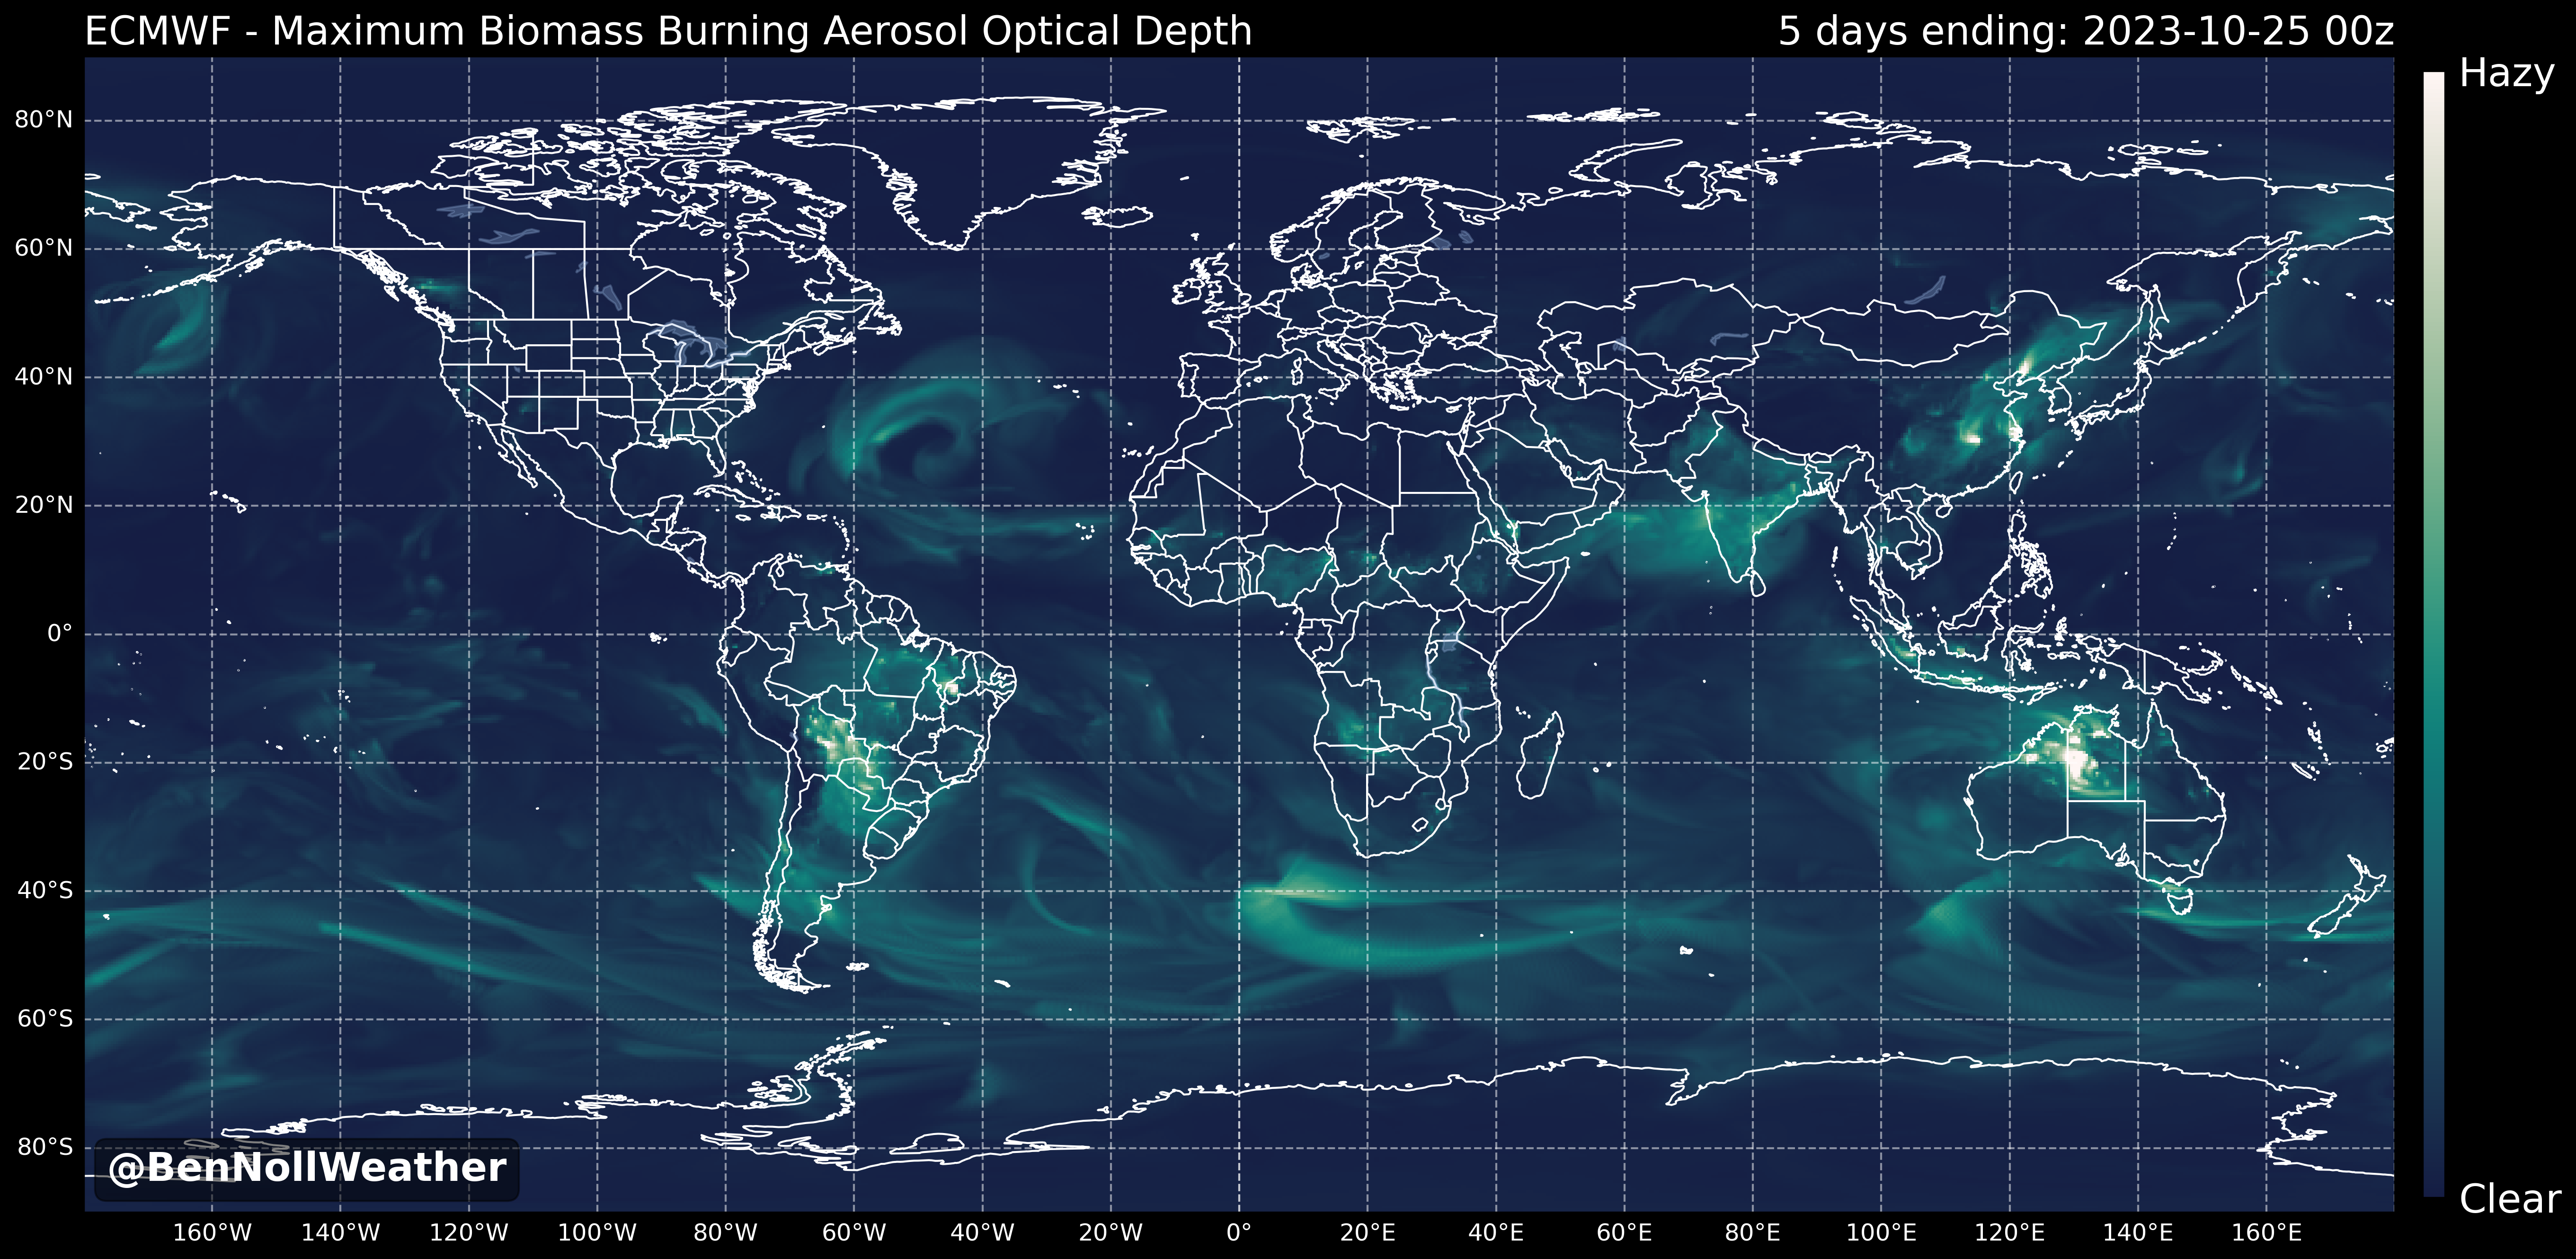 ECMWF - Maximum Biomass Burning Aerosol Optical Depth
5 days ending: 2023-10-25 00z
Hazy
80°N
60°N
40°N
20°N
0°
20°S
40°S
60°S
80°S
@BenNollWeather
Clear
160°W 140°W 120°W 100°W 80°W 60°W 40°W 20°W 0° 20°E 40°E 60°E 80°E 100°E 120°E 140°E 160°E